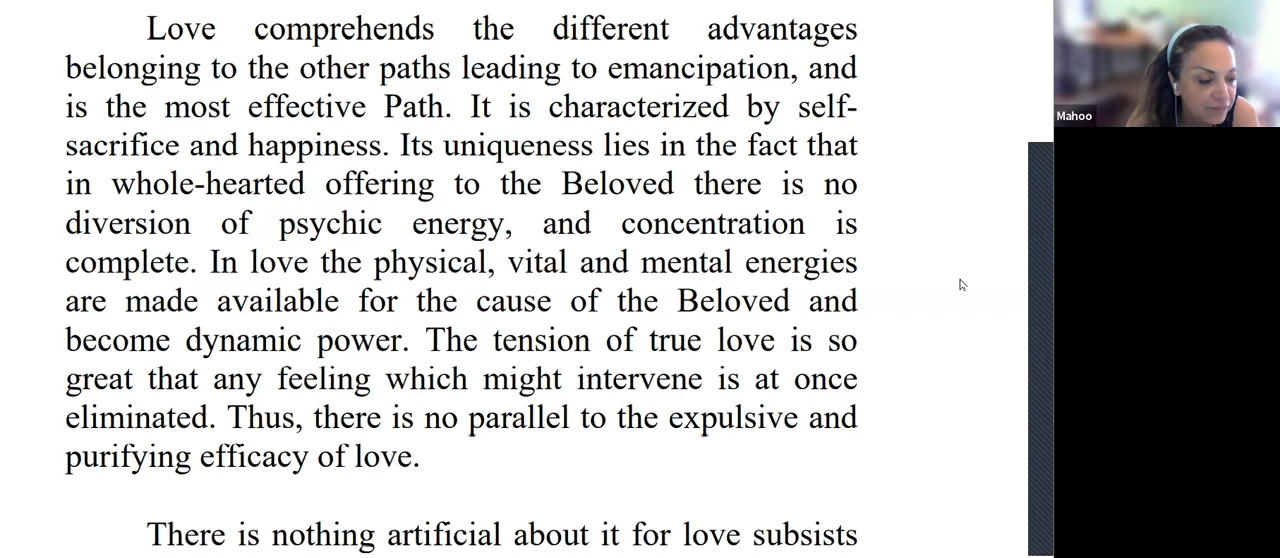 Love comprehends the different advantages
belonging to the other paths leading to emancipation, and
is the most effective Path. It is characterized by self-
sacrifice and happiness. Its uniqueness lies in the fact that
in whole-hearted offering to the Beloved there is no
diversion of psychic energy, and concentration is
complete. In love the physical, vital and mental energies
are made available for the cause of the Beloved and
become dynamic power. The tension of true love is so
great that any feeling which might intervene is at once
eliminated. Thus, there is no parallel to the expulsive and
purifying efficacy of love.
There is nothing artificial about it for love subsists
Mahoo